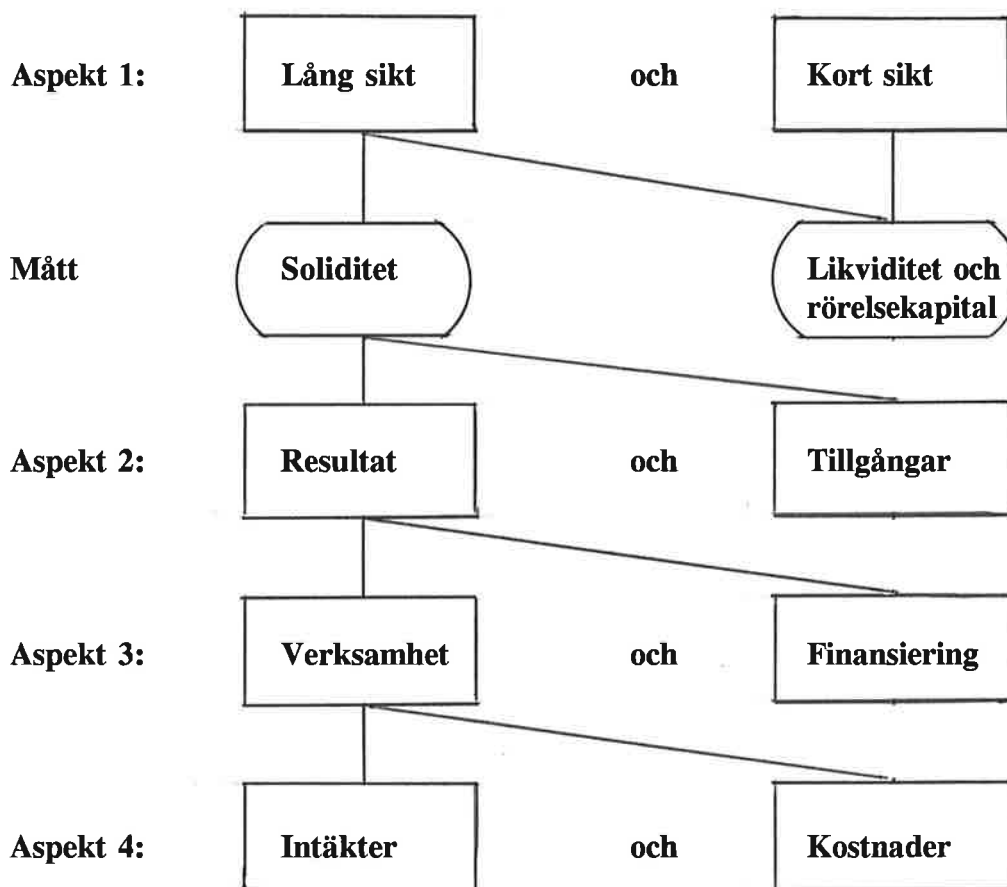 Aspekt 1: Lång sikt och Kort sikt
Mått Soliditet Likviditet och
rörelsekapital
Aspekt 2: Resultat och Tillgångar
Aspekt 3: Verksamhet och Finansiering
Aspekt 4: Intäkter och Kostnader